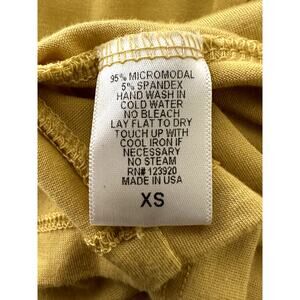 95% MICROMODAL
5% SPANDEX
HAND WASH IN
COLD WATER
NO BLEACH
LAY FLAT TO DRY
TOUCH UP WITH
COOL IRON IF
NECESSARY
NO STEAM
RN# 123920
MADE IN USA
XS